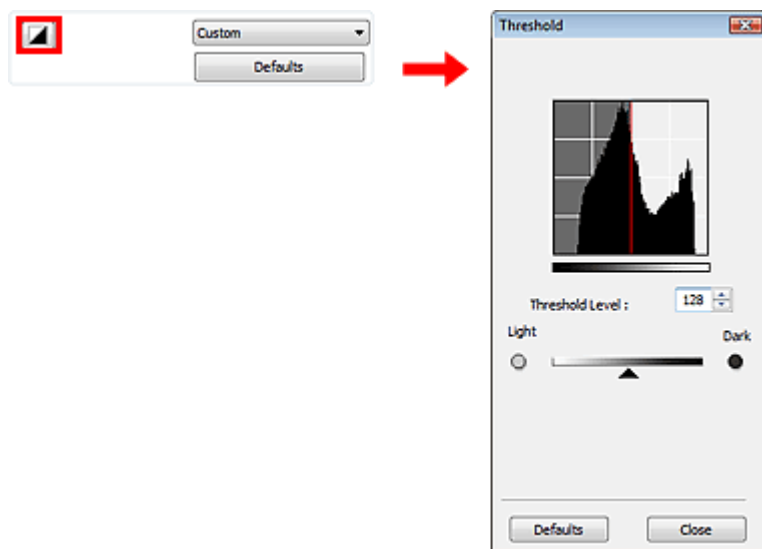 Custom
Defaults
Threshold
Threshold Level :
128
Light
Dark
Defaults
Close